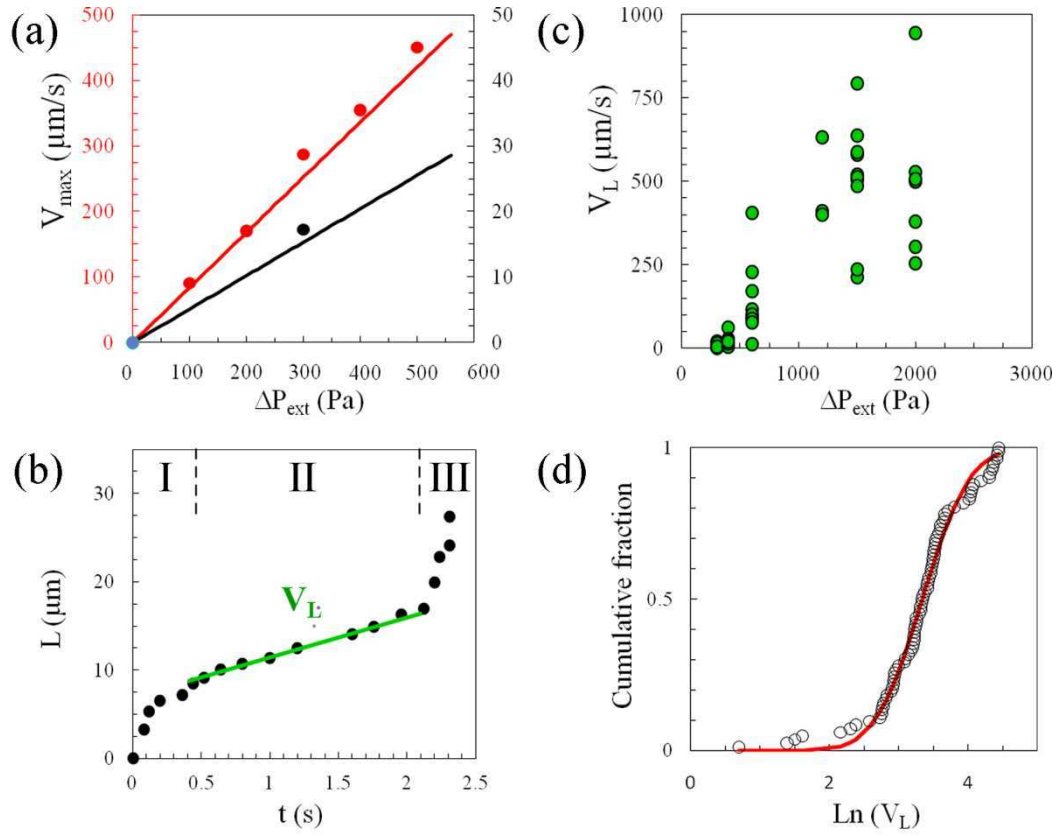 (a)
500
400
300
200
100
0
V_max (μm/s)
50
40
30
20
10
0
0 100 200 300 400 500 600
ΔP_ext (Pa)
(c)
1000
750
500
250
0
V_L (μm/s)
0 1000 2000 3000
ΔP_ext (Pa)
(b)
I II III
30
20
10
0
L (μm)
V_L
0 0.5 1 1.5 2 2.5
t (s)
(d)
1
0.5
0
Cumulative fraction
0 2 4
Ln (V_L)